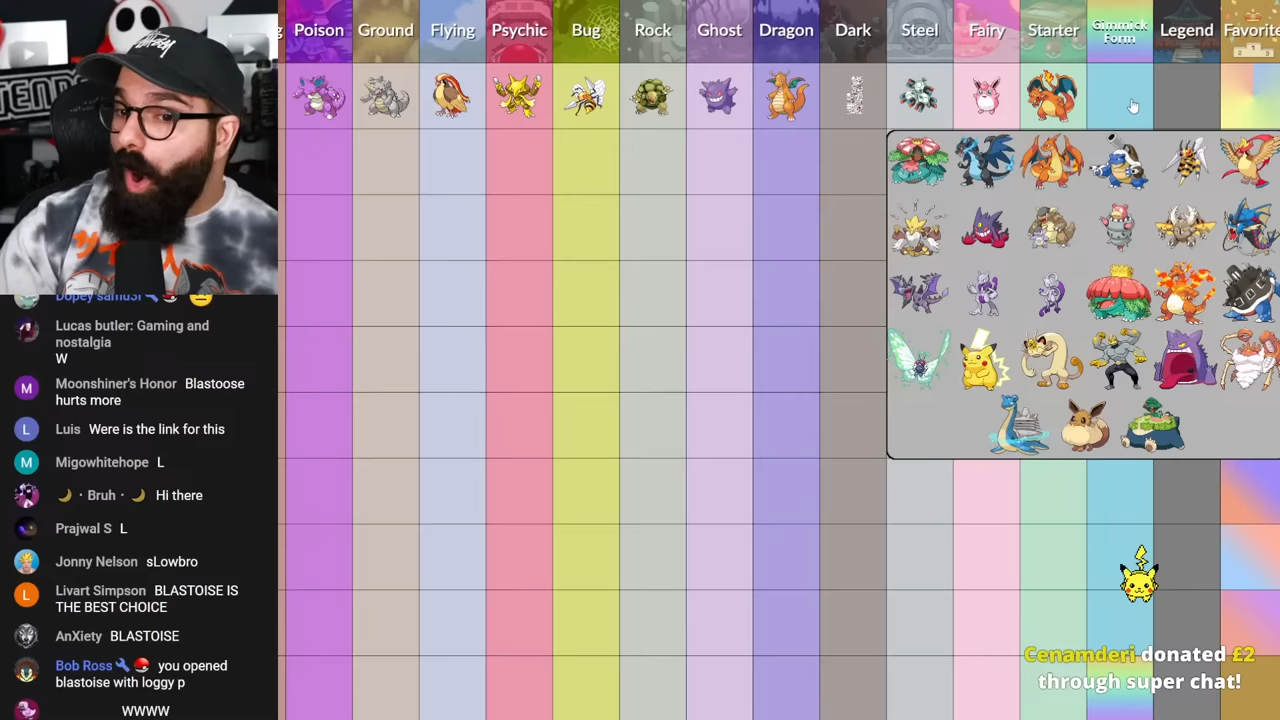 Poison Ground Flying Psychic Bug Rock Ghost Dragon Dark Steel Fairy Starter Gimmick Form Legend Favorite
Dopey samu3l
Lucas butler: Gaming and
nostalgia
W
M Moonshiner's Honor Blastoose
hurts more
L Luis Were is the link for this
M Migowhitehope L
🌙・Bruh・🌙 Hi there
Prajwal S L
Jonny Nelson sLowbro
L Livart Simpson BLASTOISE IS
THE BEST CHOICE
AnXiety BLASTOISE
Bob Ross you opened
blastoise with loggy p
WWWW
Cenamderi donated £2
through super chat!